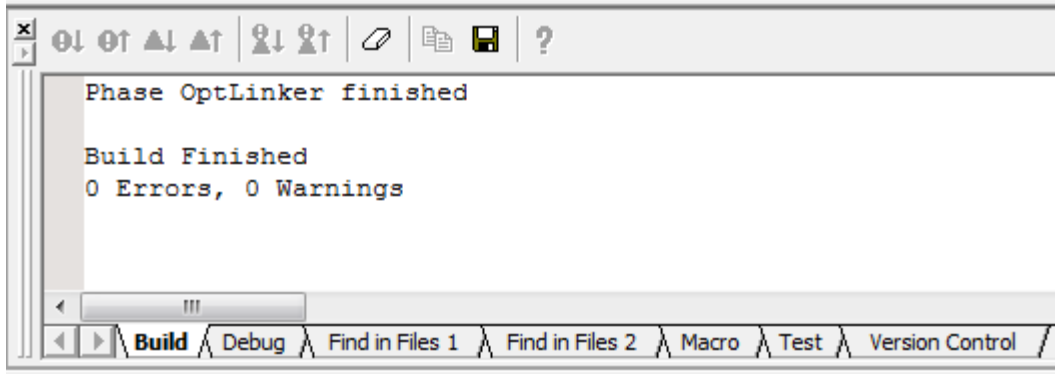 Phase OptLinker finished
Build Finished
0 Errors, 0 Warnings
Build Debug Find in Files 1 Find in Files 2 Macro Test Version Control